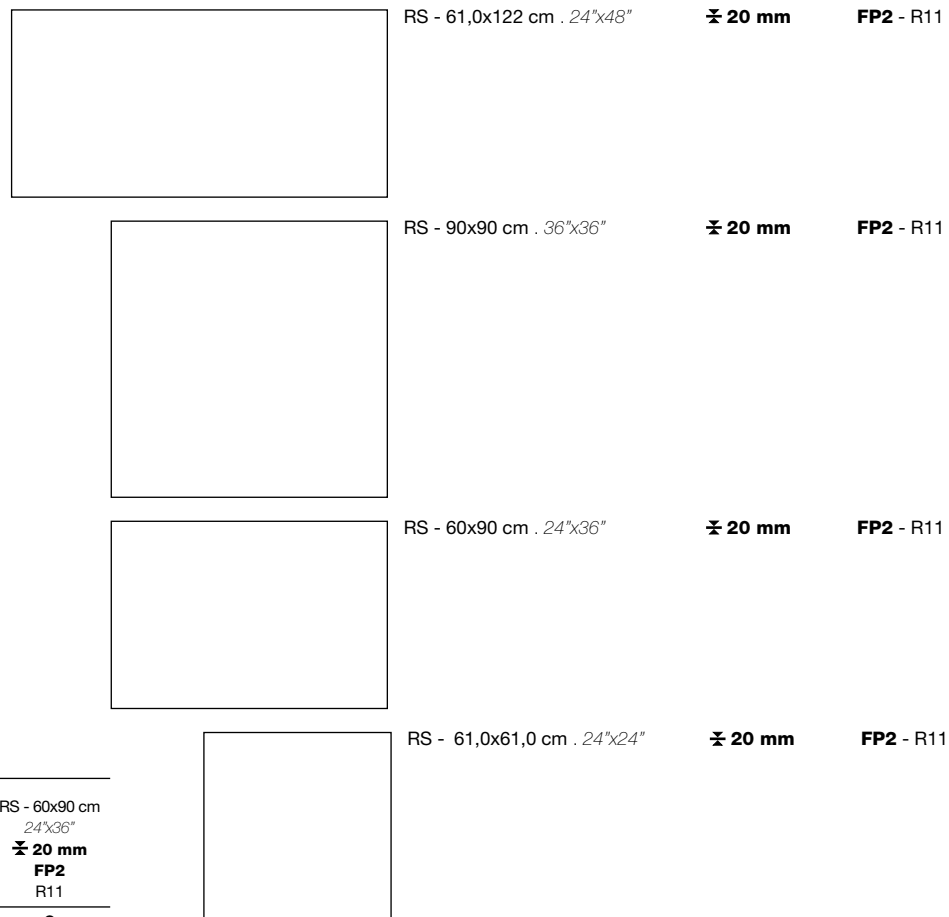 RS - 61,0x122 cm . 24"x48" 20 mm FP2 - R11
RS - 90x90 cm . 36"x36" 20 mm FP2 - R11
RS - 60x90 cm . 24"x36" 20 mm FP2 - R11
RS - 61,0x61,0 cm . 24"x24" 20 mm FP2 - R11
RS - 60x90 cm
24"x36"
20 mm
FP2
R11